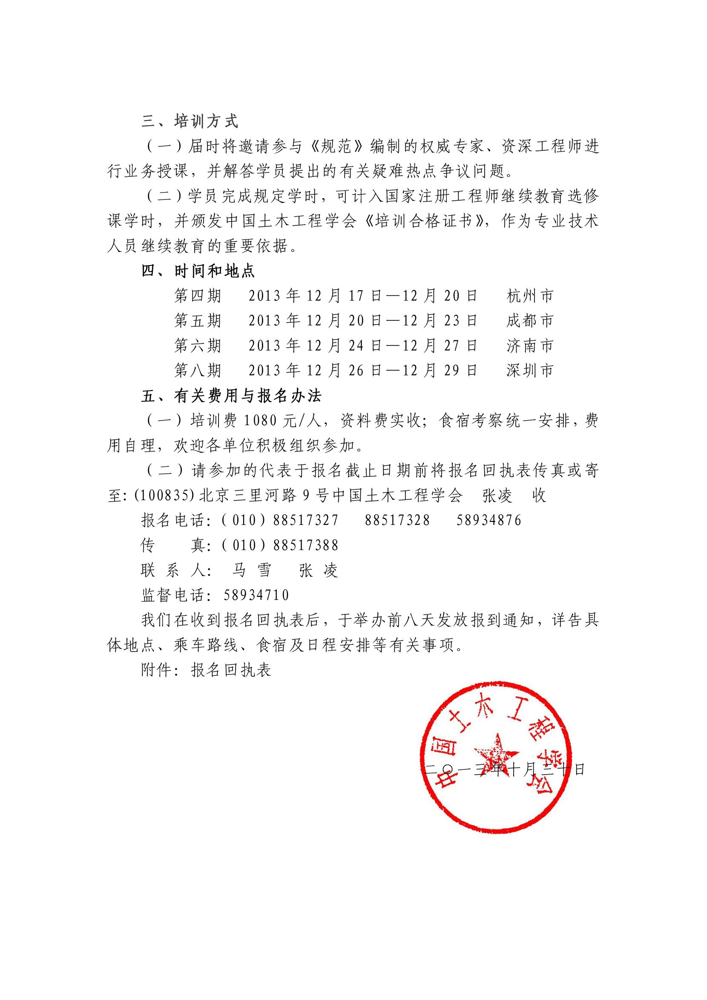 三、培训方式
（一）届时将邀请参与《规范》编制的权威专家、资深工程师进
行业务授课，并解答学员提出的有关疑难热点争议问题。
（二）学员完成规定学时，可计入国家注册工程师继续教育选修
课学时，并颁发中国土木工程学会《培训合格证书》，作为专业技术
人员继续教育的重要依据。
四、时间和地点
第四期 2013 年 12 月 17 日—12 月 20 日 杭州市
第五期 2013 年 12 月 20 日—12 月 23 日 成都市
第六期 2013 年 12 月 24 日—12 月 27 日 济南市
第八期 2013 年 12 月 26 日—12 月 29 日 深圳市
五、有关费用与报名办法
（一）培训费 1080 元/人，资料费实收；食宿考察统一安排，费
用自理，欢迎各单位积极组织参加。
（二）请参加的代表于报名截止日期前将报名回执表传真或寄
至：(100835)北京三里河路 9 号中国土木工程学会 张凌 收
报名电话：（010）88517327 88517328 58934876
传 真：（010）88517388
联 系 人： 马 雪 张 凌
监督电话：58934710
我们在收到报名回执表后，于举办前八天发放报到通知，详告具
体地点、乘车路线、食宿及日程安排等有关事项。
附件：报名回执表
中国土木工程学会
二〇一三年十月三十日